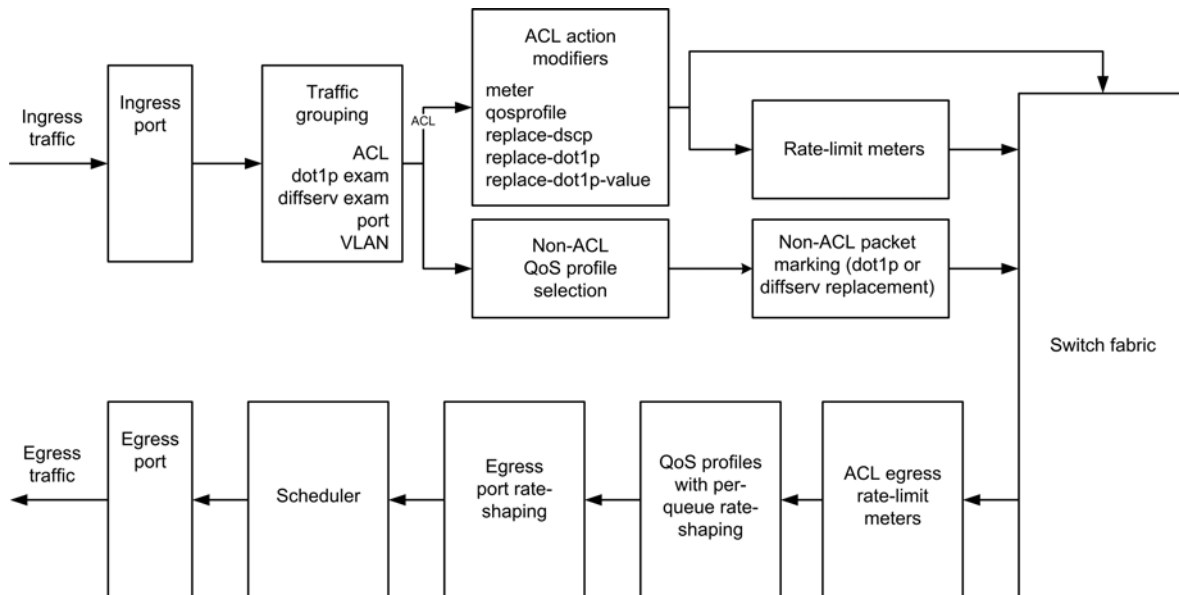 Ingress
traffic
Ingress
port
Traffic
grouping
ACL
dot1p exam
diffserv exam
port
VLAN
ACL
ACL action
modifiers
meter
qosprofile
replace-dscp
replace-dot1p
replace-dot1p-value
Rate-limit meters
Non-ACL
QoS profile
selection
Non-ACL packet
marking (dot1p or
diffserv replacement)
Switch fabric
Egress
traffic
Egress
port
Scheduler
Egress
port rate-
shaping
QoS profiles
with per-
queue rate-
shaping
ACL egress
rate-limit
meters